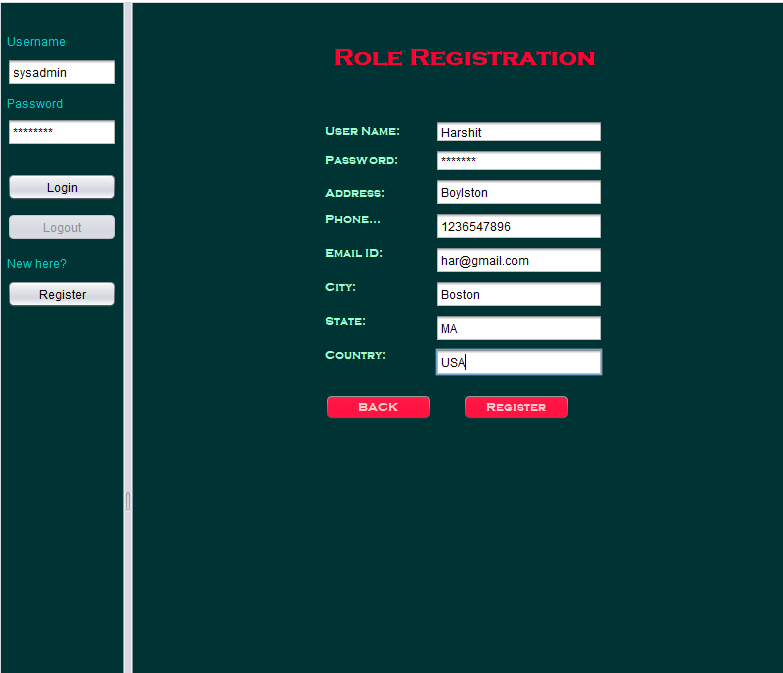 Username
sysadmin
Password
********
Login
Logout
New here?
Register
Role Registration
User Name: Harshit
Password: *******
Address: Boylston
Phone... 1236547896
Email ID: har@gmail.com
City: Boston
State: MA
Country: USA
BACK Register